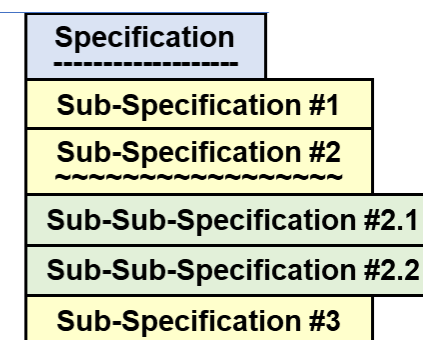 Specification
-------------------
Sub-Specification #1
Sub-Specification #2
~~~~~~~~~~~~~~~~~
Sub-Sub-Specification #2.1
Sub-Sub-Specification #2.2
Sub-Specification #3